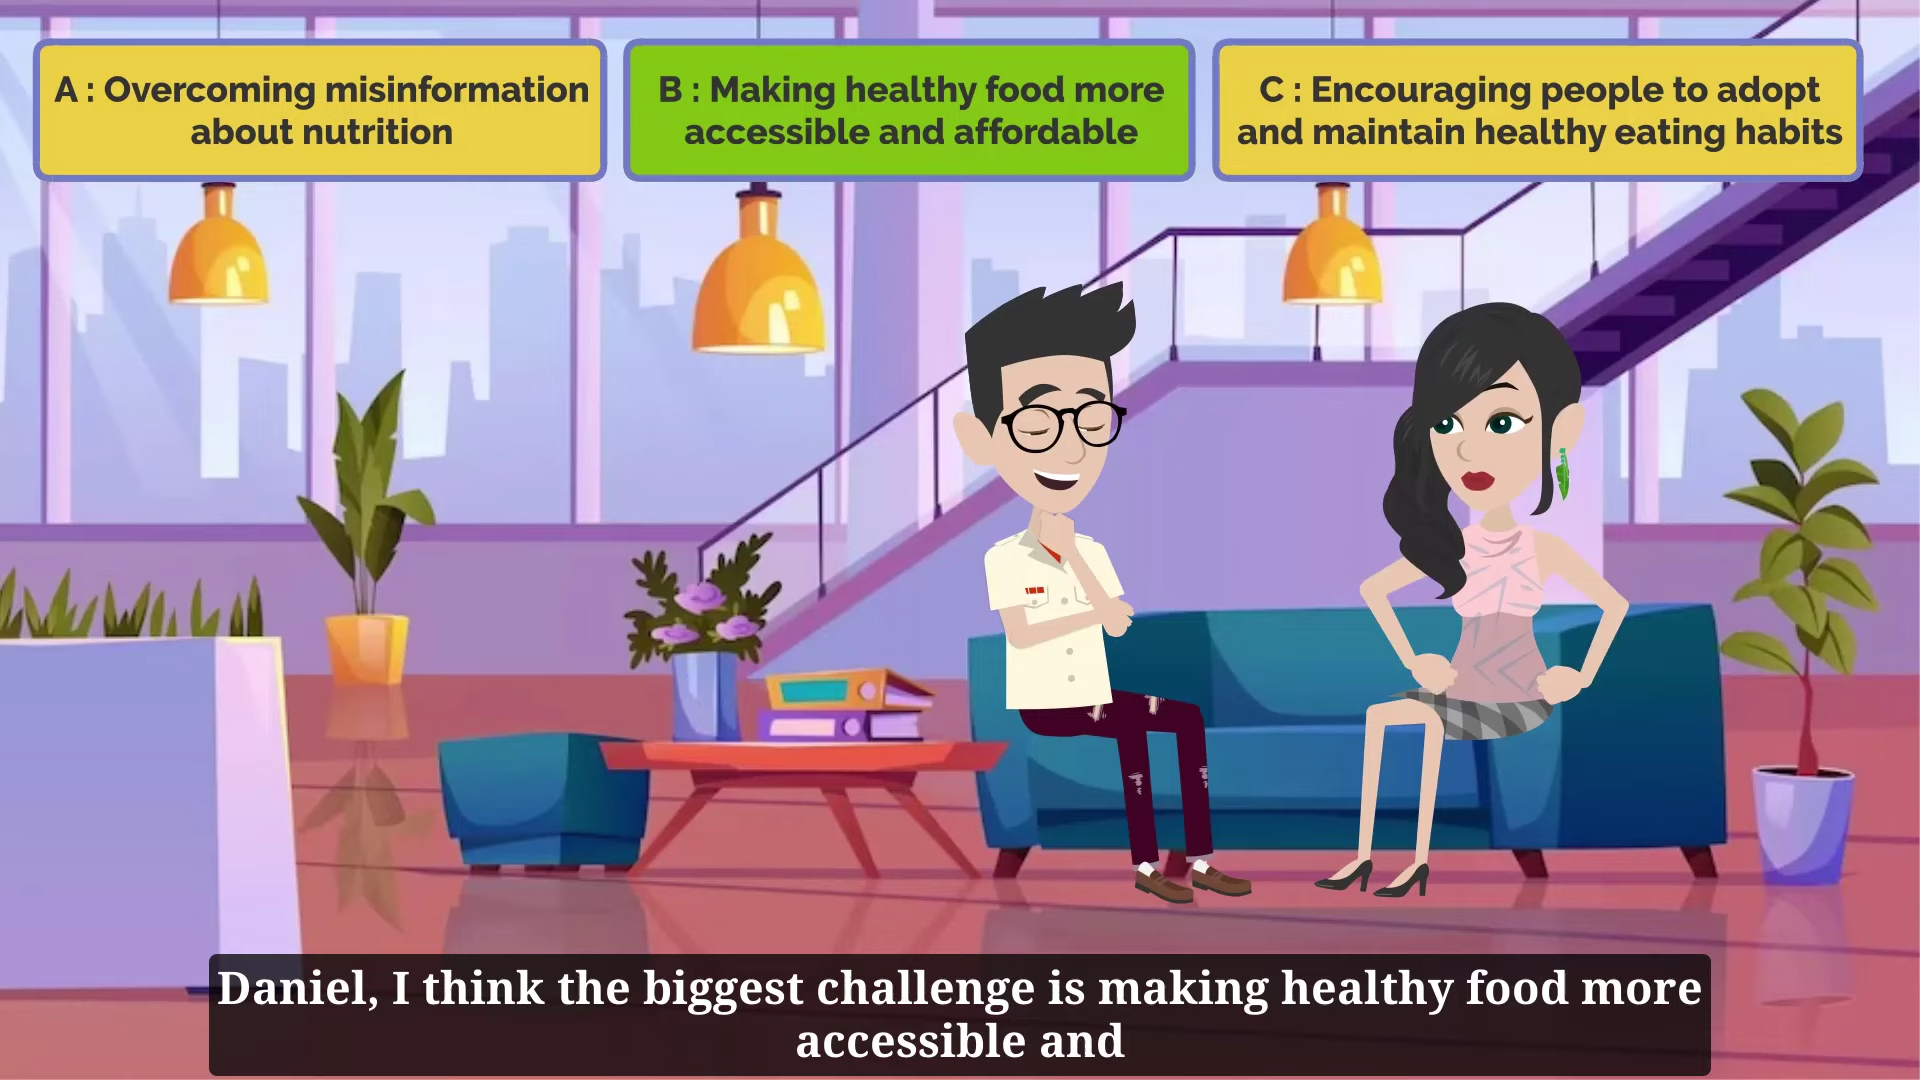 A : Overcoming misinformation
about nutrition
B : Making healthy food more
accessible and affordable
C : Encouraging people to adopt
and maintain healthy eating habits
Daniel, I think the biggest challenge is making healthy food more
accessible and